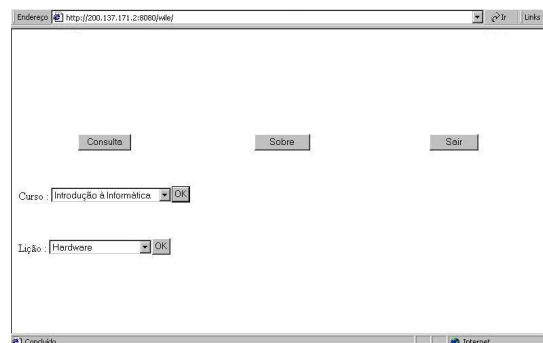 Endereço http://200.137.171.2:8080/wile/ Ir Links
Consulta Sobre Sair
Curso : Introdução à Informática OK
Lição : Hardware OK
Concluído Internet